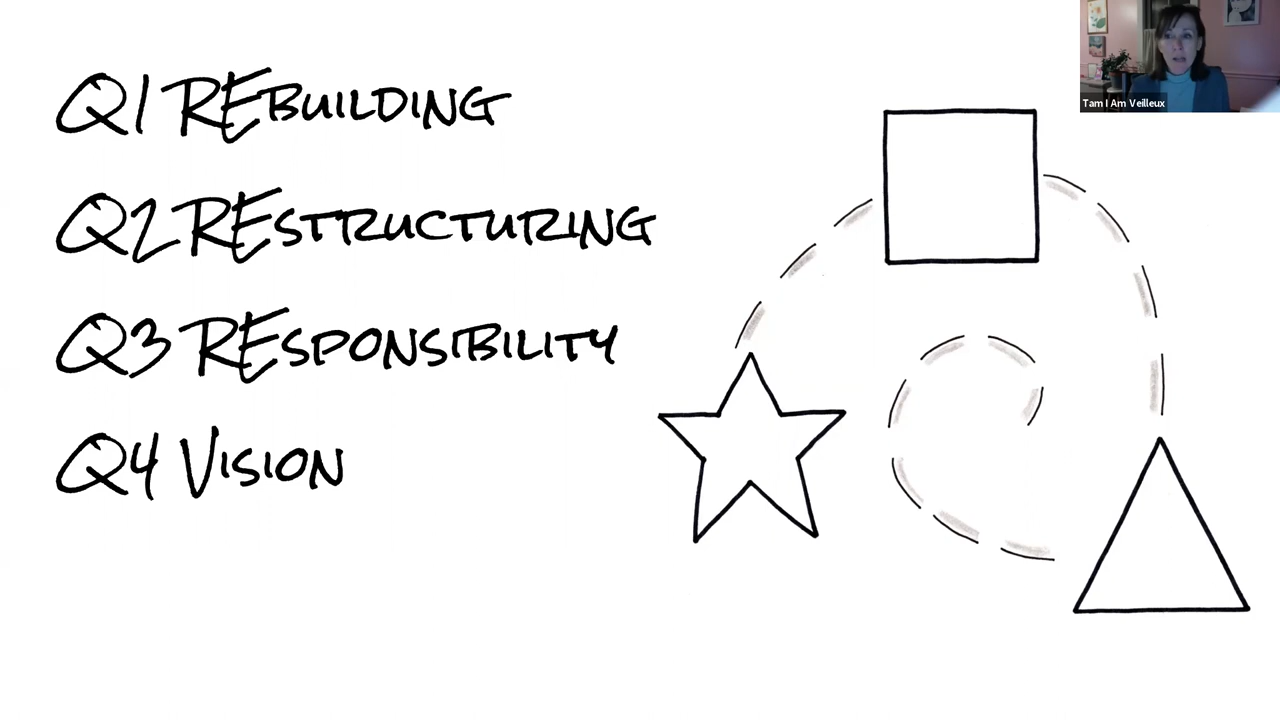 Q1 REBUILDING
Q2 RESTRUCTURING
Q3 RESPONSIBILITY
Q4 VISION
Tam I Am Veilleux